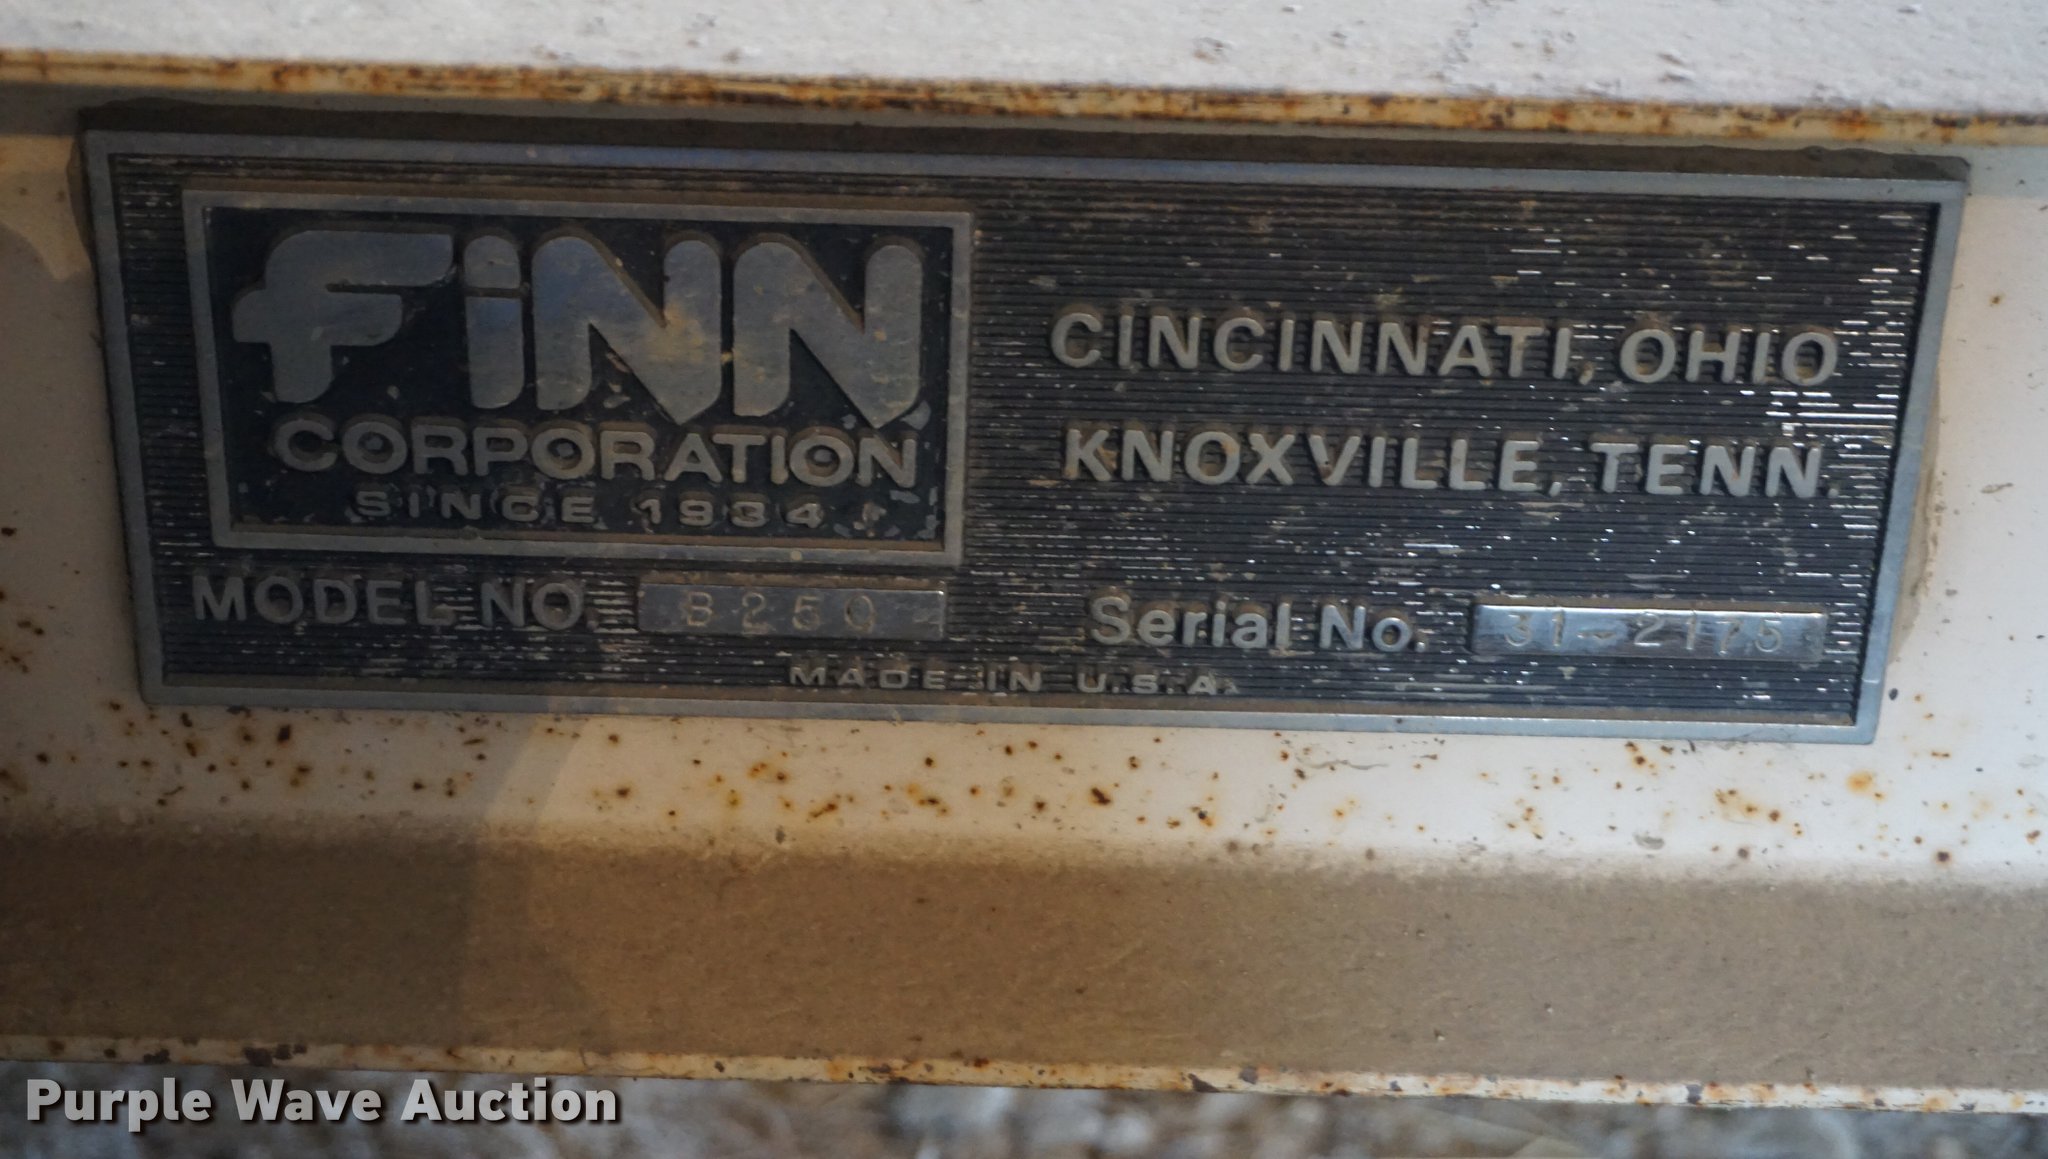 FiNN
CORPORATION
SINCE 1934
CINCINNATI, OHIO
KNOXVILLE, TENN.
MODEL NO. B250
Serial No. 31-2175
MADE IN U.S.A.
Purple Wave Auction